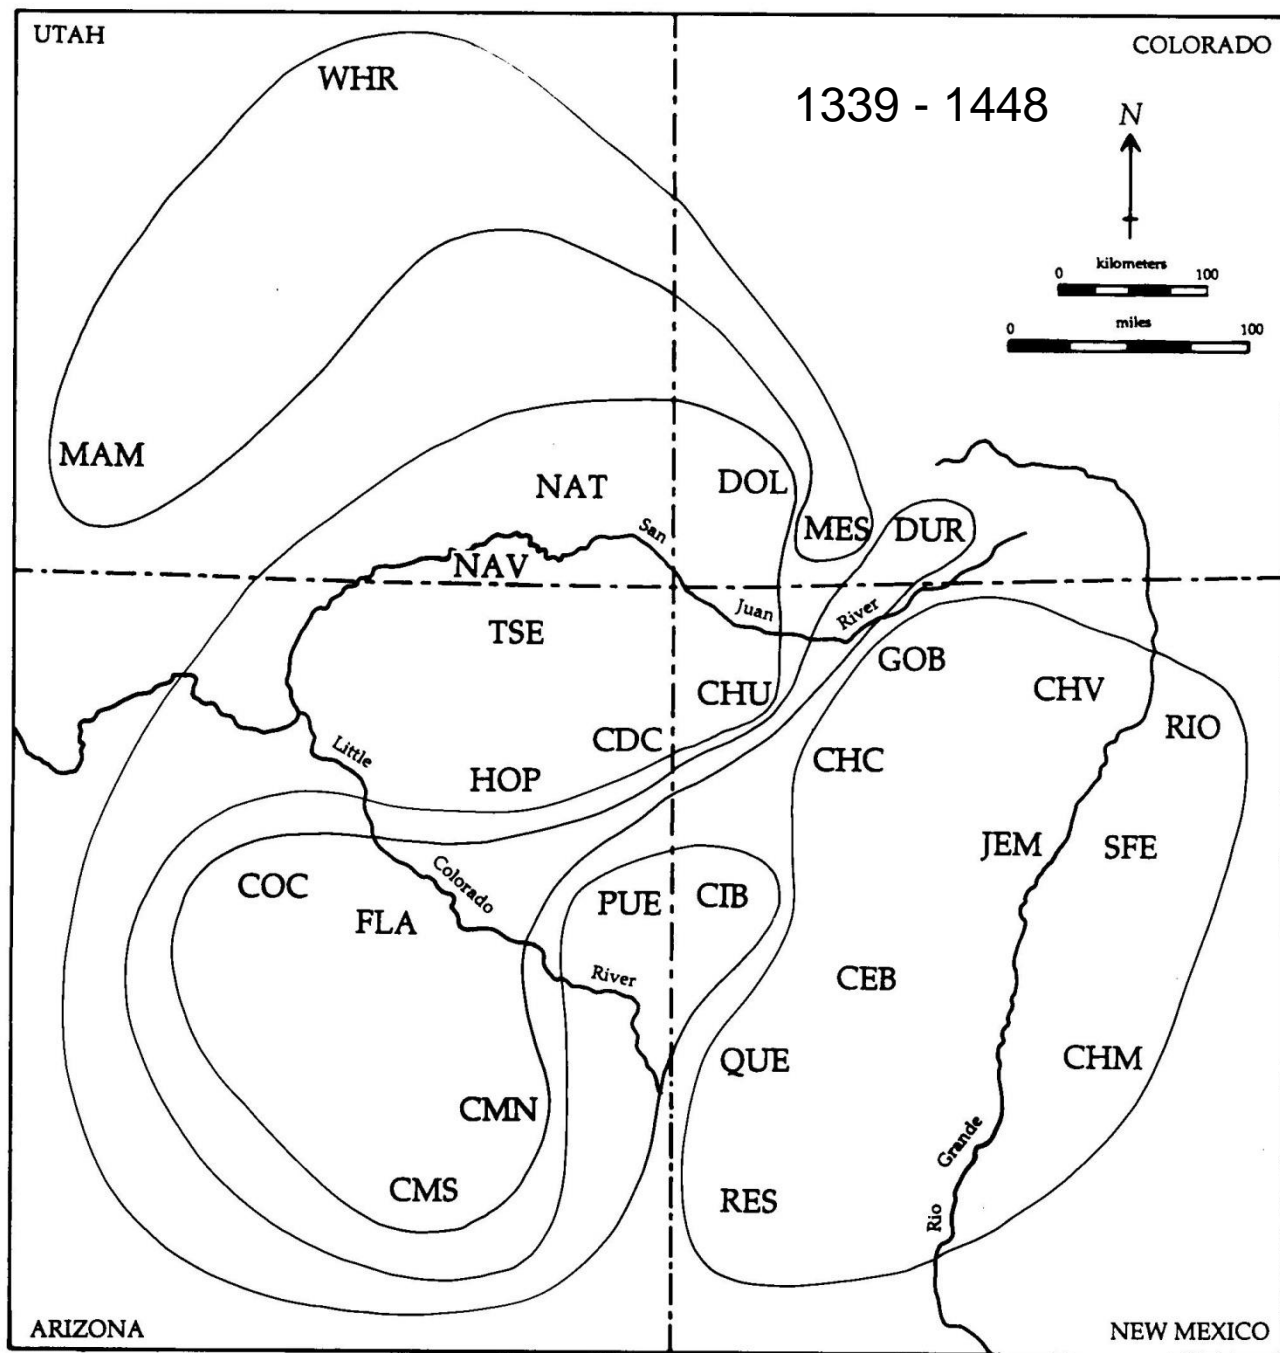 UTAH
COLORADO
WHR
1339 - 1448
N
kilometers
0 100
miles
0 100
MAM
NAT
DOL
San
MES
DUR
NAV
Juan
River
TSE
GOB
CHU
CHV
RIO
CDC
Little
HOP
CHC
JEM
SFE
COC
Colorado
PUE
CIB
FLA
River
CEB
QUE
CHM
CMN
Grande
CMS
RES
Rio
ARIZONA
NEW MEXICO